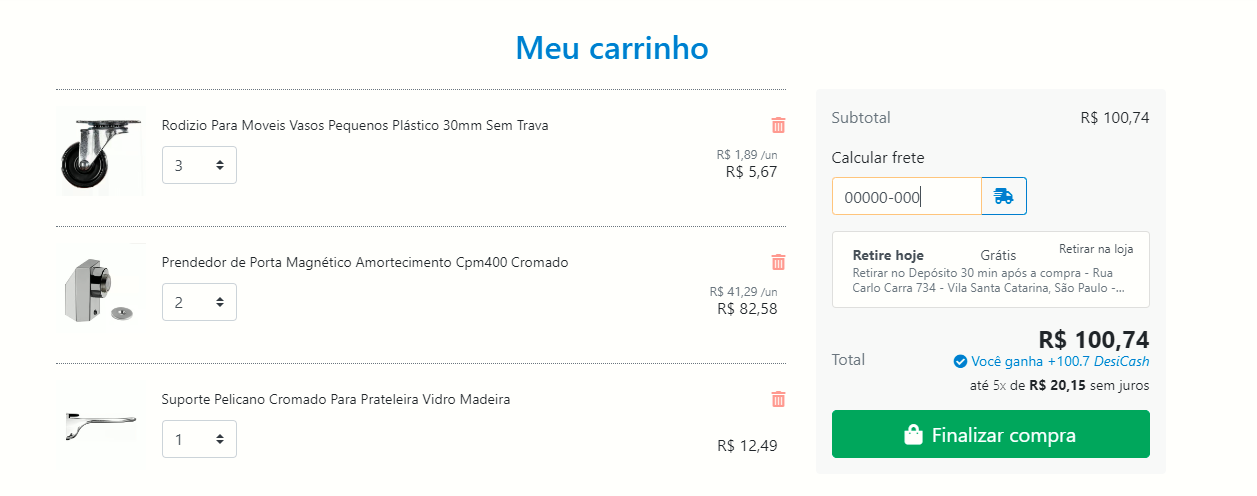 Meu carrinho
Rodizio Para Moveis Vasos Pequenos Plástico 30mm Sem Trava
3
R$ 1,89 /un
R$ 5,67
Prendedor de Porta Magnético Amortecimento Cpm400 Cromado
2
R$ 41,29 /un
R$ 82,58
Suporte Pelicano Cromado Para Prateleira Vidro Madeira
1
R$ 12,49
Subtotal R$ 100,74
Calcular frete
00000-000
Retire hoje Grátis Retirar na loja
Retirar no Depósito 30 min após a compra - Rua
Carlo Carra 734 - Vila Santa Catarina, São Paulo -...
R$ 100,74
Total
Você ganha +100.7 DesiCash
até 5x de R$ 20,15 sem juros
Finalizar compra